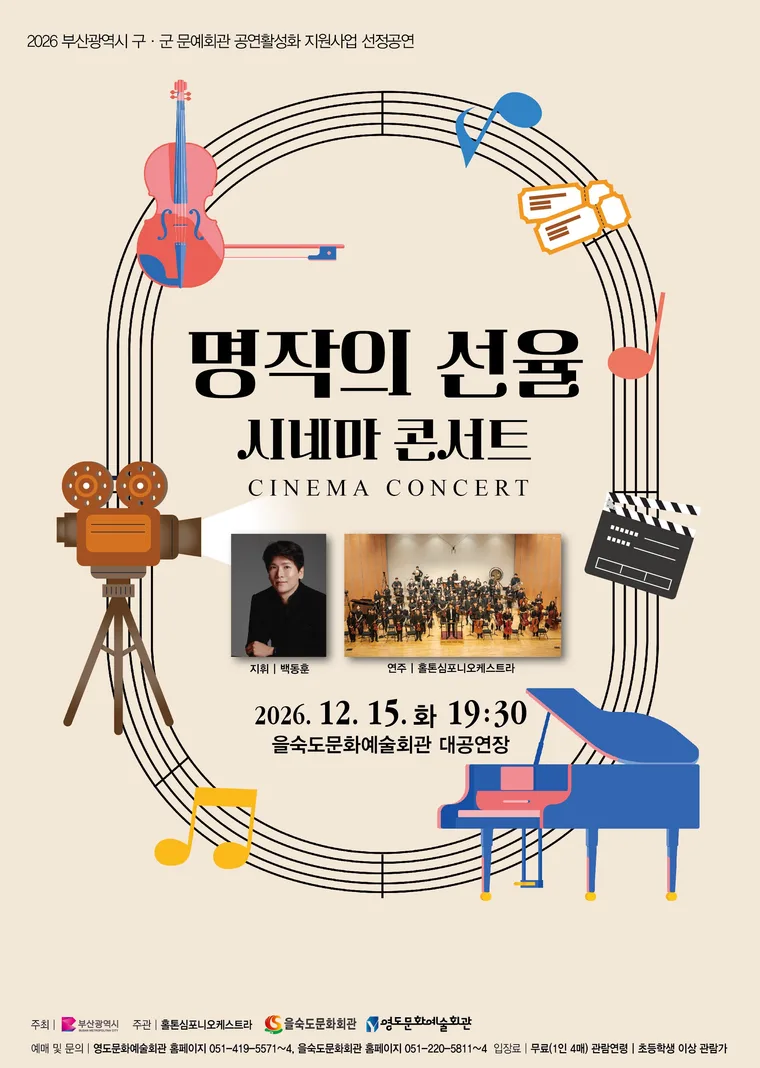 2026 부산광역시 구·군 문예회관 공연활성화 지원사업 선정공연
명작의 선율
시네마 콘서트
CINEMA CONCERT
지휘 | 백동훈
연주 | 홀톤심포니오케스트라
2026. 12. 15. 화 19:30
을숙도문화예술회관 대공연장
주최 | 부산광역시 BUSAN METROPOLITAN CITY 주관 | 홀톤심포니오케스트라 을숙도문화회관 영도문화예술회관
예매 및 문의 | 영도문화예술회관 홈페이지 051-419-5571~4, 을숙도문화회관 홈페이지 051-220-5811~4 입장료 | 무료(1인 4매) 관람연령 | 초등학생 이상 관람가